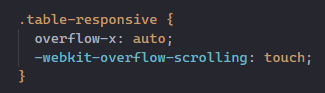 .table-responsive {
  overflow-x: auto;
  -webkit-overflow-scrolling: touch;
}